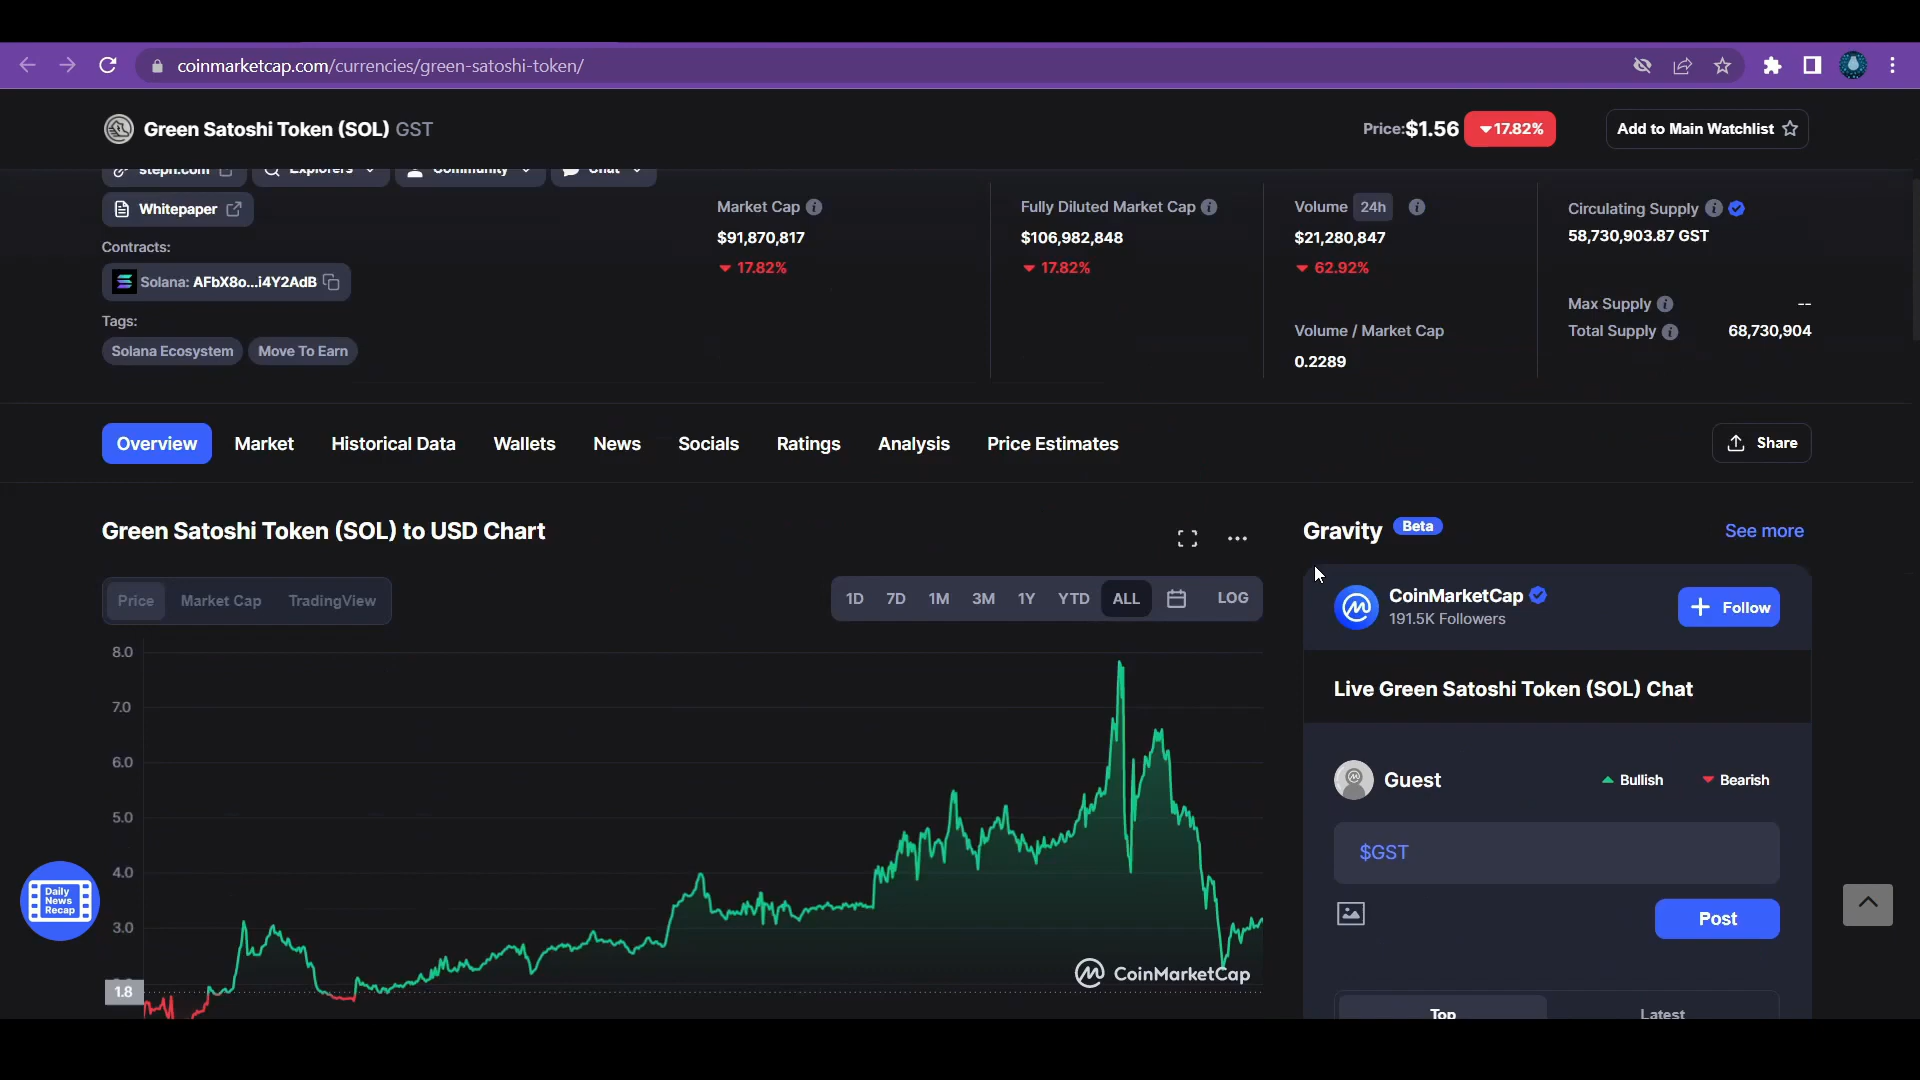 coinmarketcap.com/currencies/green-satoshi-token/
Green Satoshi Token (SOL) GST
Price:$1.56 17.82%
Add to Main Watchlist
stepn.com Explorers Community Chat
Whitepaper
Contracts:
Solana: AFbX8o...i4Y2AdB
Tags:
Solana Ecosystem Move To Earn
Market Cap
$91,870,817
17.82%
Fully Diluted Market Cap
$106,982,848
17.82%
Volume 24h
$21,280,847
62.92%
Volume / Market Cap
0.2289
Circulating Supply
58,730,903.87 GST
Max Supply --
Total Supply 68,730,904
Overview Market Historical Data Wallets News Socials Ratings Analysis Price Estimates Share
Green Satoshi Token (SOL) to USD Chart
Price Market Cap TradingView
1D 7D 1M 3M 1Y YTD ALL LOG
8.0
7.0
6.0
5.0
4.0
3.0
1.8
CoinMarketCap
Daily
News
Recap
Gravity Beta See more
CoinMarketCap
191.5K Followers
Follow
Live Green Satoshi Token (SOL) Chat
Guest Bullish Bearish
$GST
Post
Top Latest